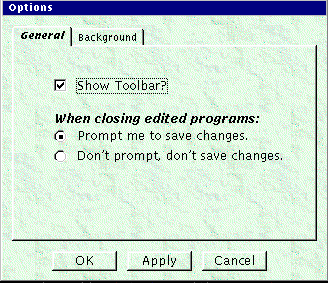 Options
General Background
Show Toolbar?
When closing edited programs:
Prompt me to save changes.
Don't prompt, don't save changes.
OK Apply Cancel